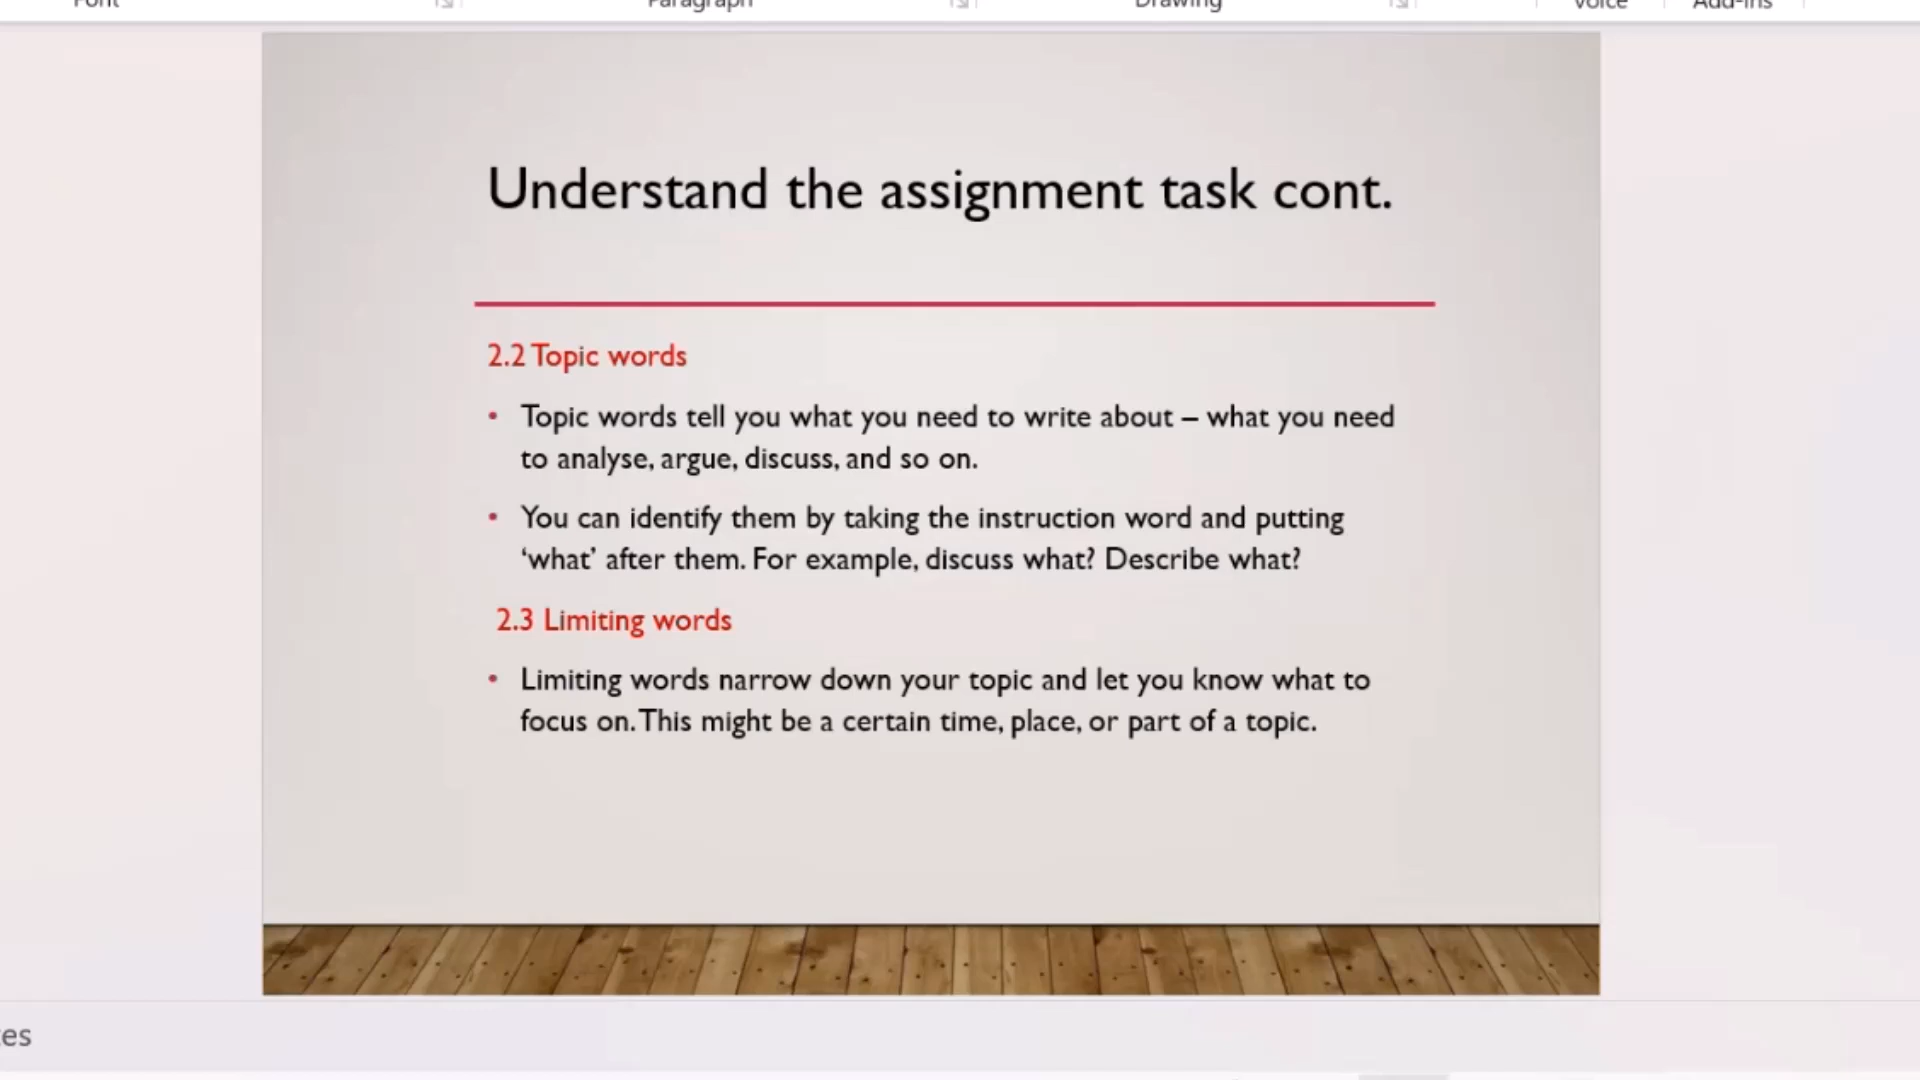 Font Paragraph Drawing Voice Add-ins
Understand the assignment task cont.
2.2 Topic words
• Topic words tell you what you need to write about – what you need
to analyse, argue, discuss, and so on.
• You can identify them by taking the instruction word and putting
‘what’ after them. For example, discuss what? Describe what?
2.3 Limiting words
• Limiting words narrow down your topic and let you know what to
focus on. This might be a certain time, place, or part of a topic.